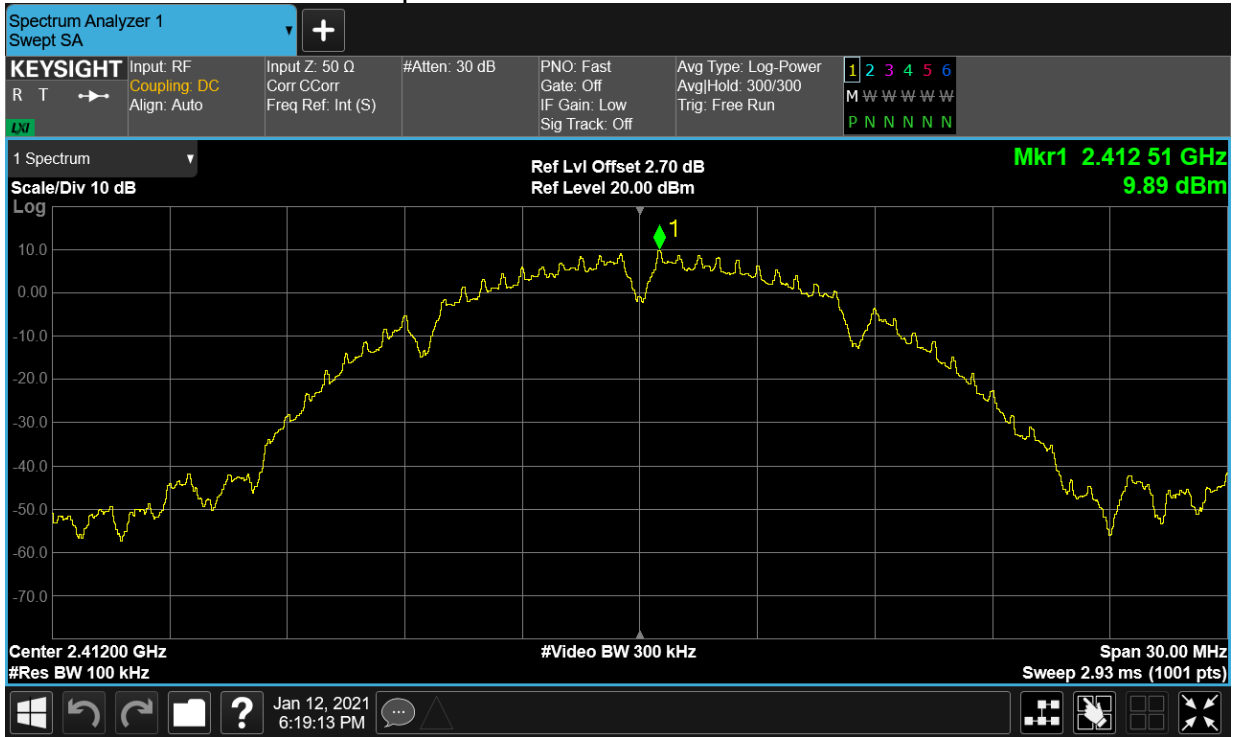 Spectrum Analyzer 1
Swept SA
KEYSIGHT
R T
LXI
Input: RF
Coupling: DC
Align: Auto
Input Z: 50 Ω
Corr CCorr
Freq Ref: Int (S)
#Atten: 30 dB
PNO: Fast
Gate: Off
IF Gain: Low
Sig Track: Off
Avg Type: Log-Power
Avg|Hold: 300/300
Trig: Free Run
1 2 3 4 5 6
M W W W W W
P N N N N N
1 Spectrum
Scale/Div 10 dB
Log
Ref Lvl Offset 2.70 dB
Ref Level 20.00 dBm
Mkr1 2.412 51 GHz
9.89 dBm
1
10.0
0.00
-10.0
-20.0
-30.0
-40.0
-50.0
-60.0
-70.0
Center 2.41200 GHz
#Res BW 100 kHz
#Video BW 300 kHz
Span 30.00 MHz
Sweep 2.93 ms (1001 pts)
?
Jan 12, 2021
6:19:13 PM